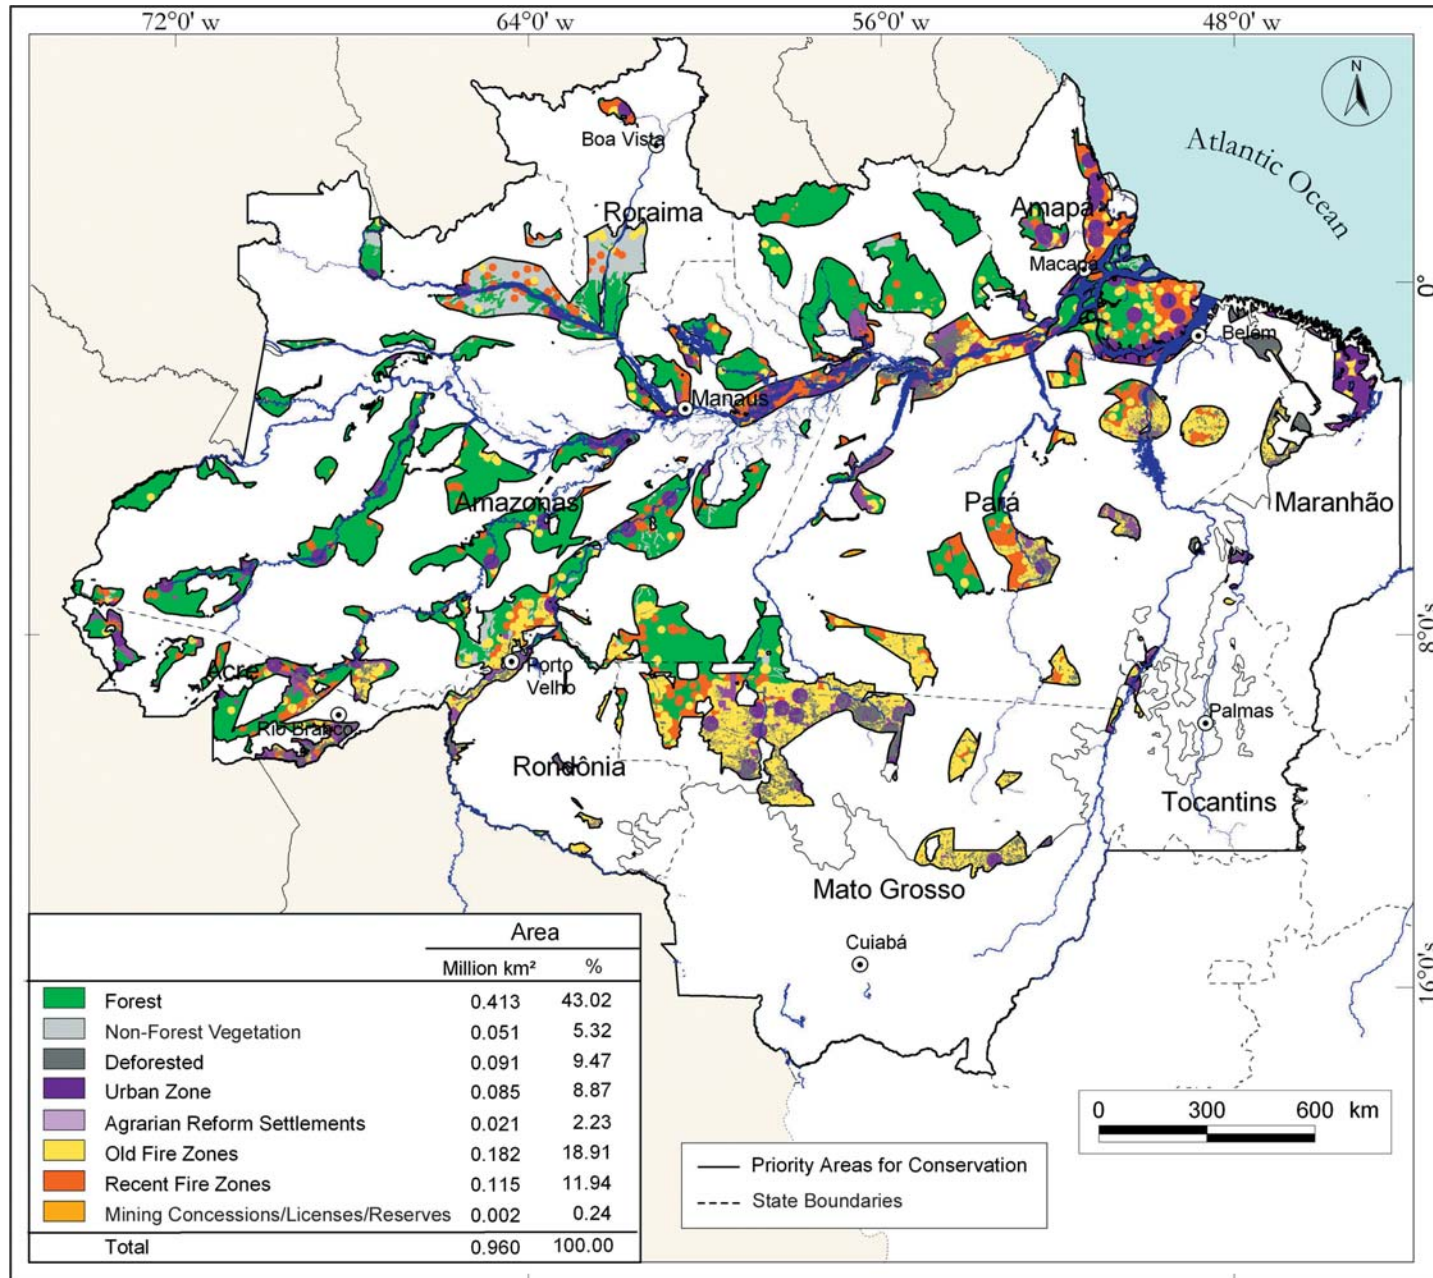 72°0' w 64°0' w 56°0' w 48°0' w
N
Atlantic Ocean
Boa Vista
Roraima
Amapá
Macapá
0°
Belém
Manaus
Amazonas
Pará
Maranhão
8°0's
Acre
Porto
Velho
Rio Branco
Palmas
Rondônia
Tocantins
Mato Grosso
Cuiabá
16°0's
Area
Million km² %
Forest 0.413 43.02
Non-Forest Vegetation 0.051 5.32
Deforested 0.091 9.47
Urban Zone 0.085 8.87
Agrarian Reform Settlements 0.021 2.23
Old Fire Zones 0.182 18.91
Recent Fire Zones 0.115 11.94
Mining Concessions/Licenses/Reserves 0.002 0.24
Total 0.960 100.00
Priority Areas for Conservation
State Boundaries
0 300 600 km